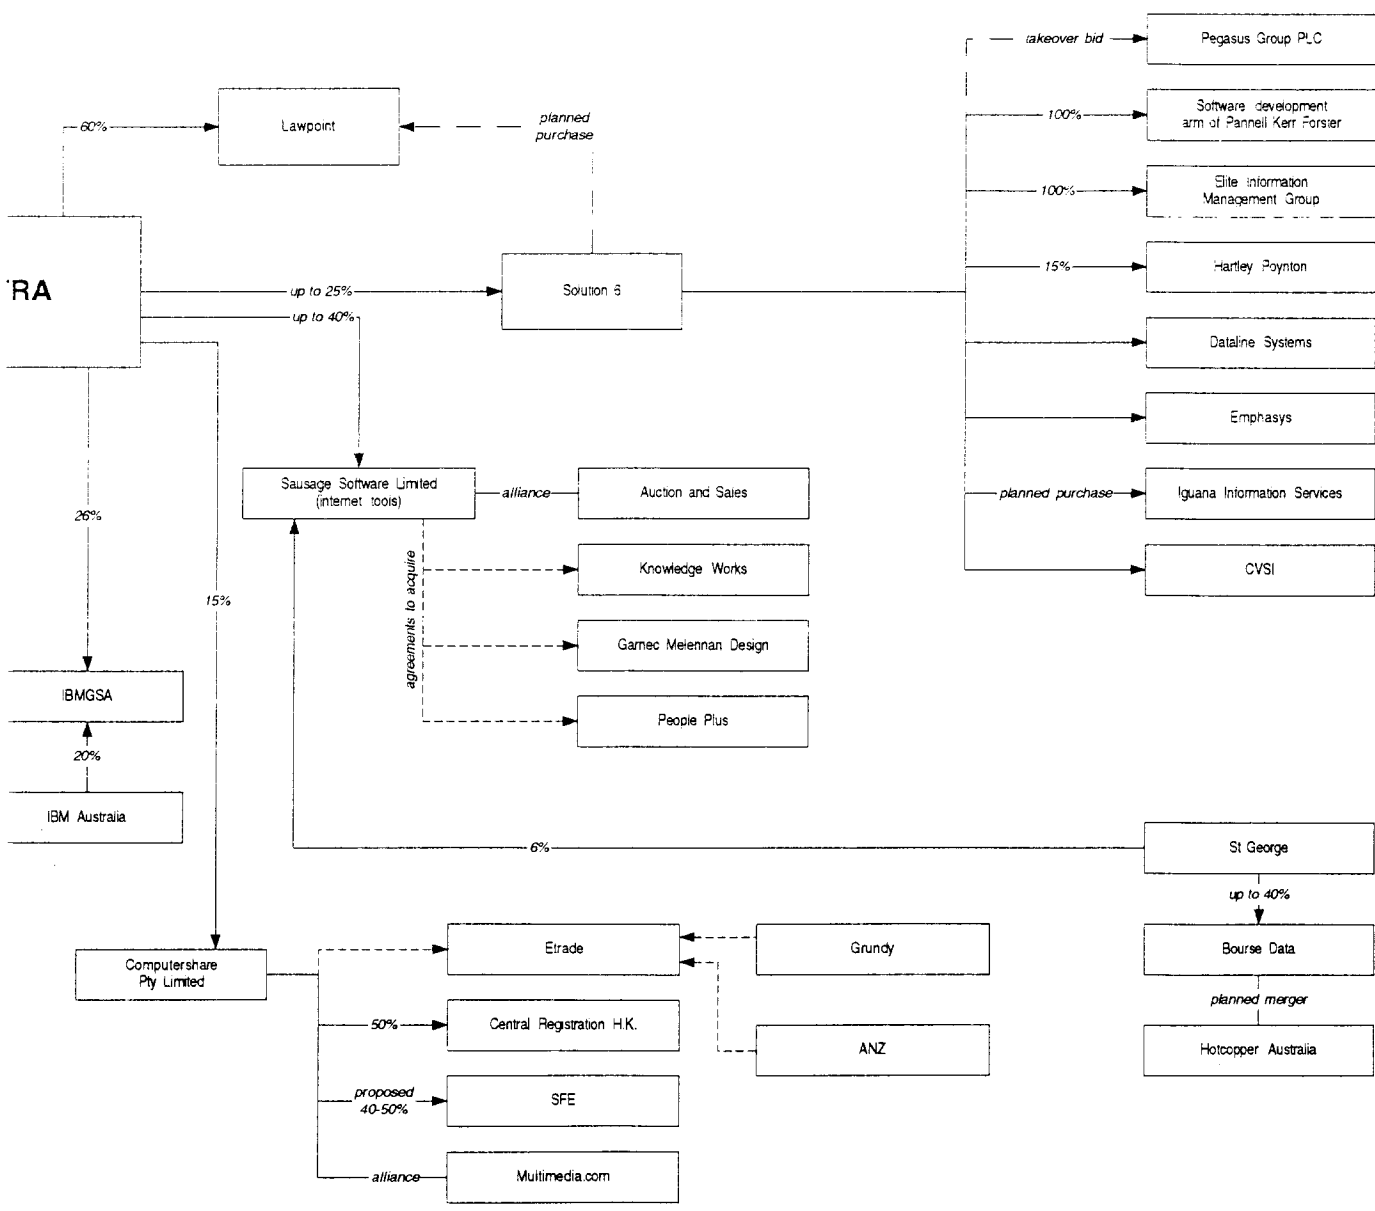 takeover bid
Pegasus Group PLC
60%
Lawpoint
planned
purchase
100%
Software development
arm of Pannell Kerr Forster
100%
Elite Information
Management Group
TRA
up to 25%
Solution 6
15%
Hartley Poynton
up to 40%
Dataline Systems
Emphasys
Sausage Software Limited
(internet tools)
alliance
Auction and Sales
planned purchase
Iguana Information Services
26%
agreements to acquire
Knowledge Works
CVSI
15%
Garnec Melennan Design
IBMGSA
People Plus
20%
IBM Australia
6%
St George
up to 40%
Etrade
Grundy
Bourse Data
Computershare
Pty Limited
planned merger
50%
Central Registration H.K.
ANZ
Hotcopper Australia
proposed
40-50%
SFE
alliance
Multimedia.com